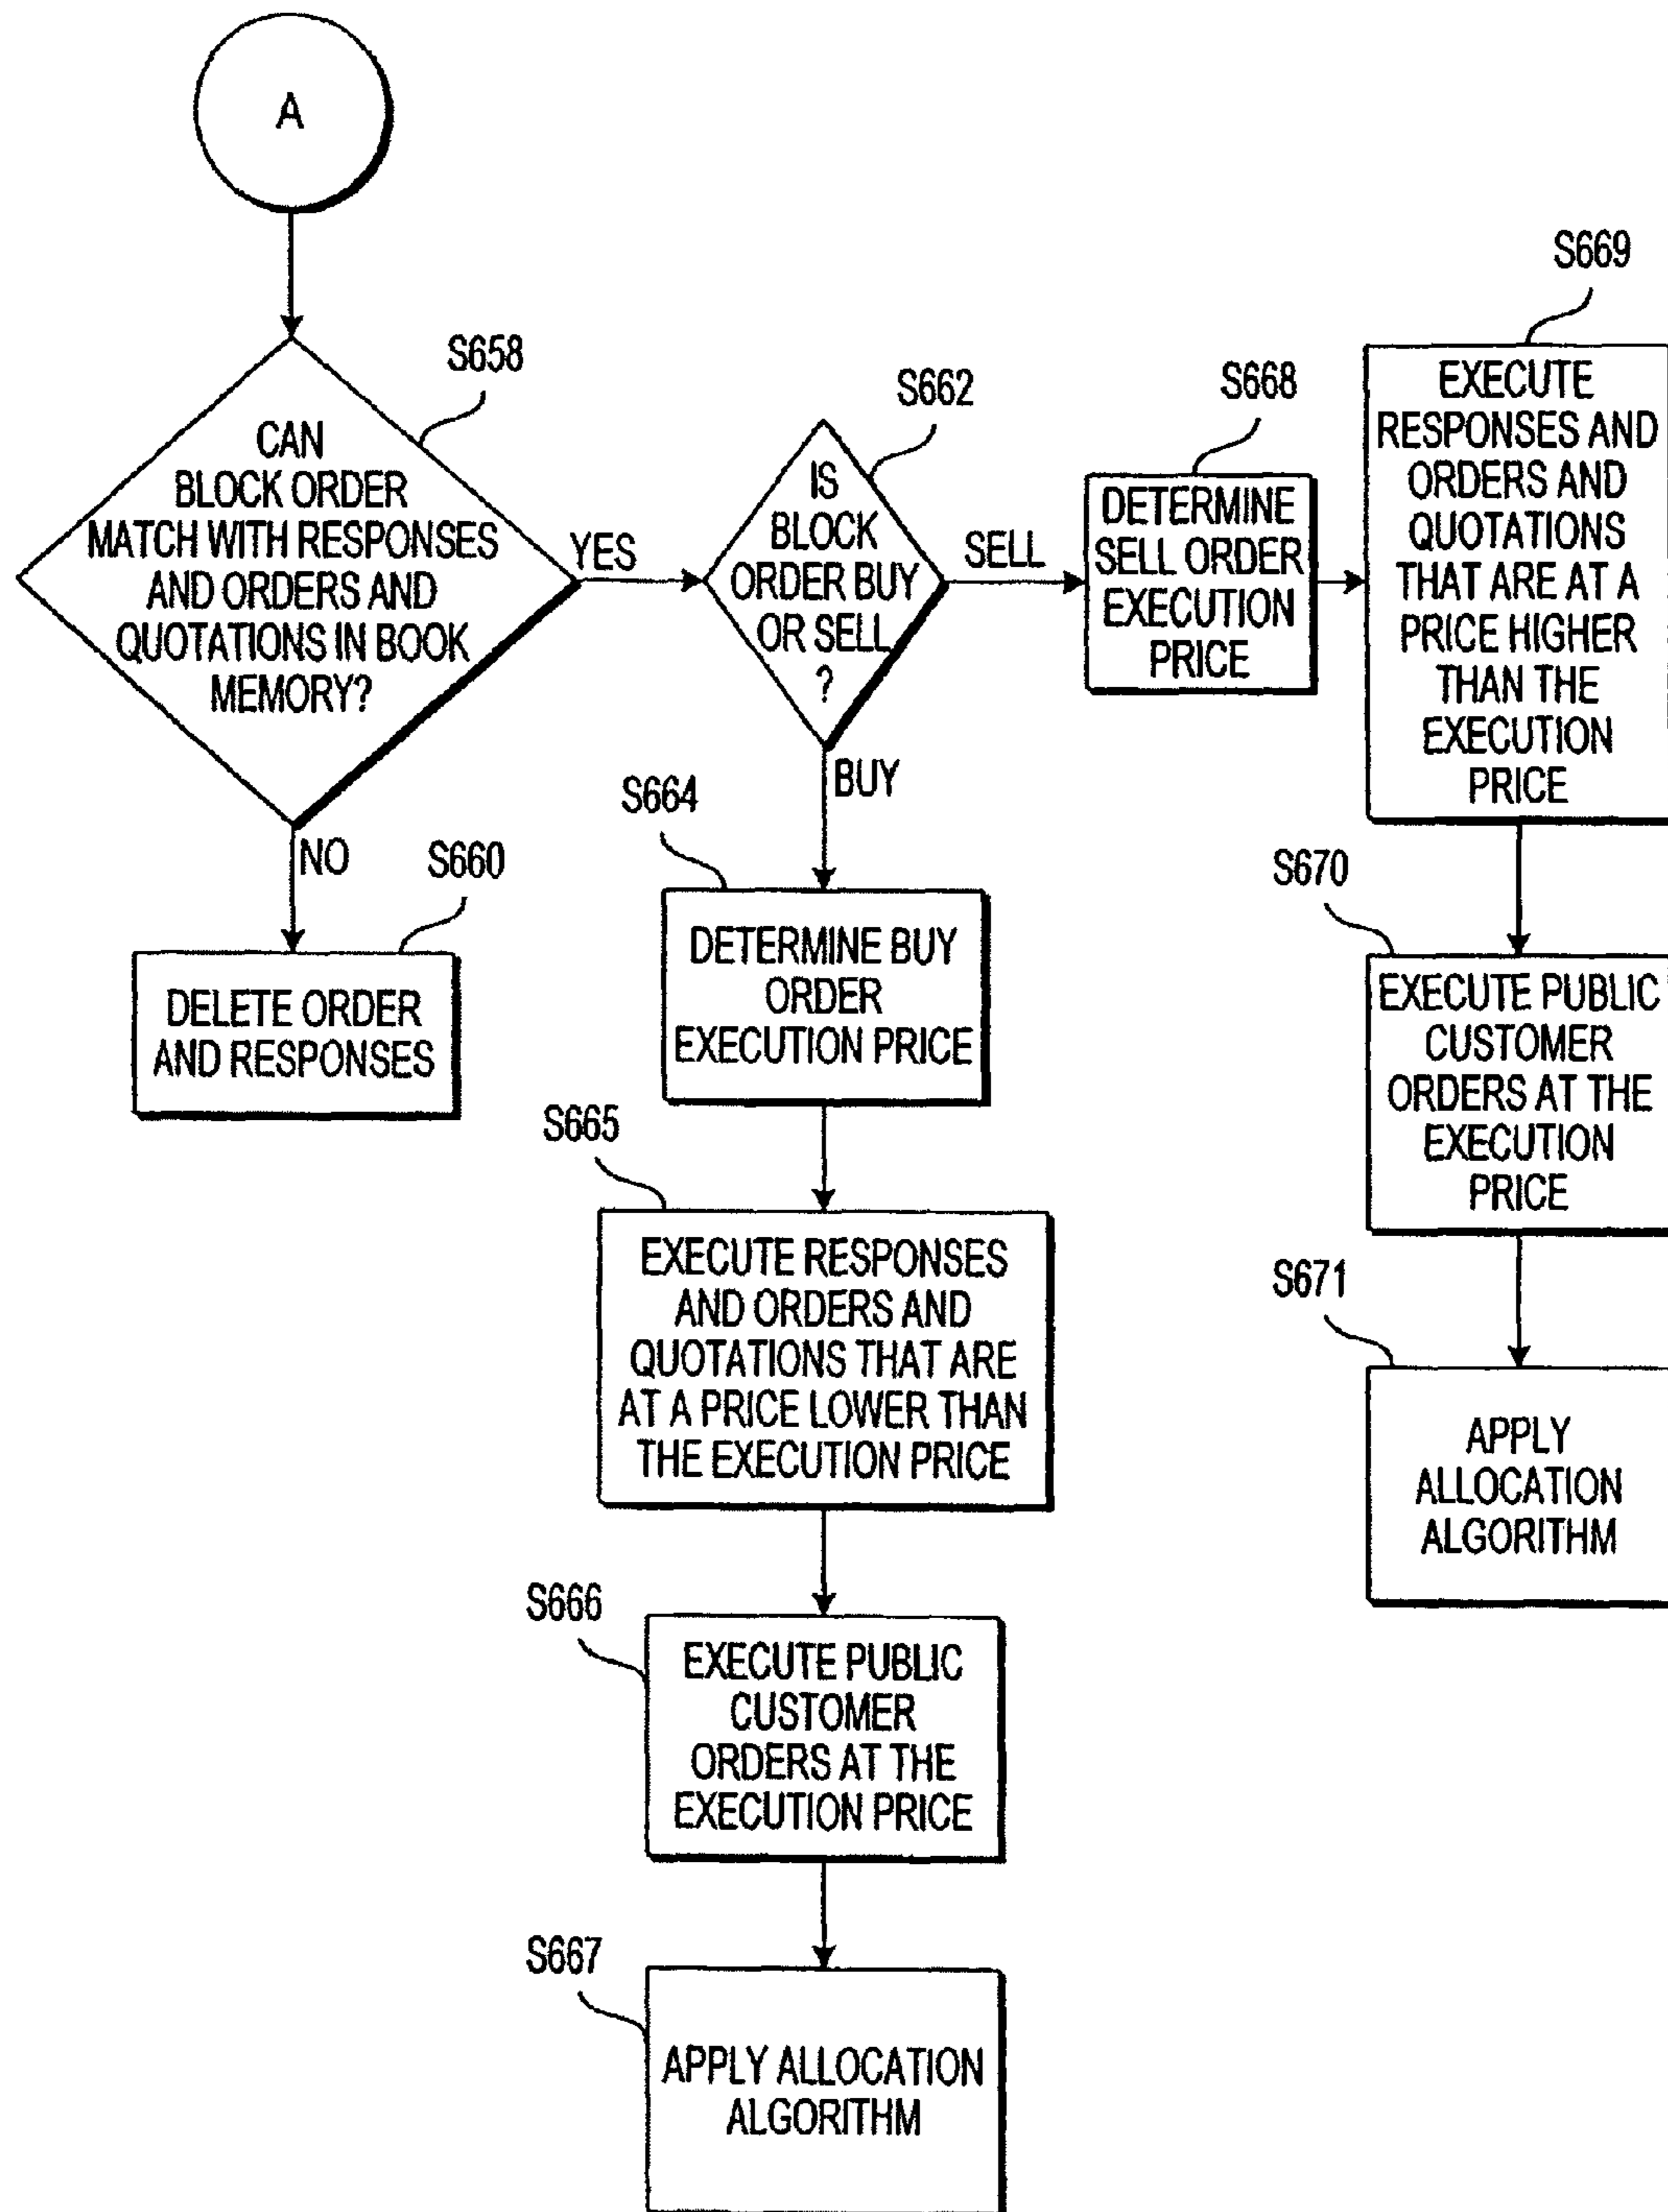 A
S658
CAN
BLOCK ORDER
MATCH WITH RESPONSES
AND ORDERS AND
QUOTATIONS IN BOOK
MEMORY?
YES
NO
S660
DELETE ORDER
AND RESPONSES
S662
IS
BLOCK
ORDER BUY
OR SELL
?
SELL
BUY
S664
DETERMINE BUY
ORDER
EXECUTION PRICE
S665
EXECUTE RESPONSES
AND ORDERS AND
QUOTATIONS THAT ARE
AT A PRICE LOWER THAN
THE EXECUTION PRICE
S666
EXECUTE PUBLIC
CUSTOMER
ORDERS AT THE
EXECUTION PRICE
S667
APPLY ALLOCATION
ALGORITHM
S668
DETERMINE
SELL ORDER
EXECUTION
PRICE
S669
EXECUTE
RESPONSES AND
ORDERS AND
QUOTATIONS
THAT ARE AT A
PRICE HIGHER
THAN THE
EXECUTION
PRICE
S670
EXECUTE PUBLIC
CUSTOMER
ORDERS AT THE
EXECUTION
PRICE
S671
APPLY
ALLOCATION
ALGORITHM